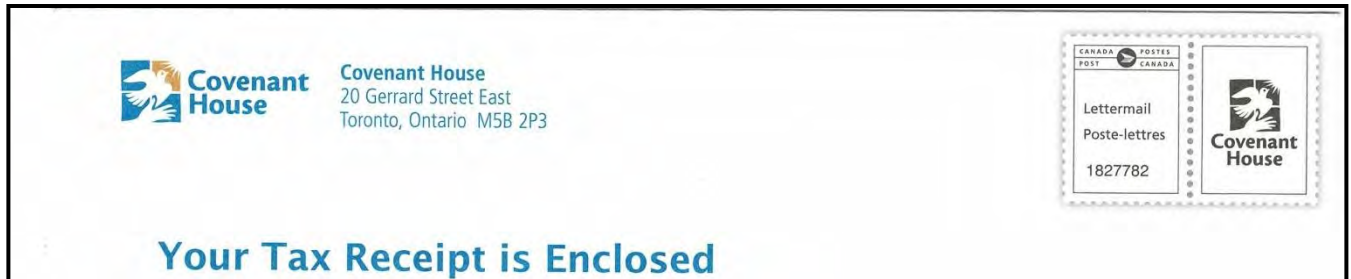 Covenant
House
Covenant House
20 Gerrard Street East
Toronto, Ontario M5B 2P3
CANADA POSTES
POST CANADA
Lettermail
Poste-lettres
1827782
Covenant
House
Your Tax Receipt is Enclosed